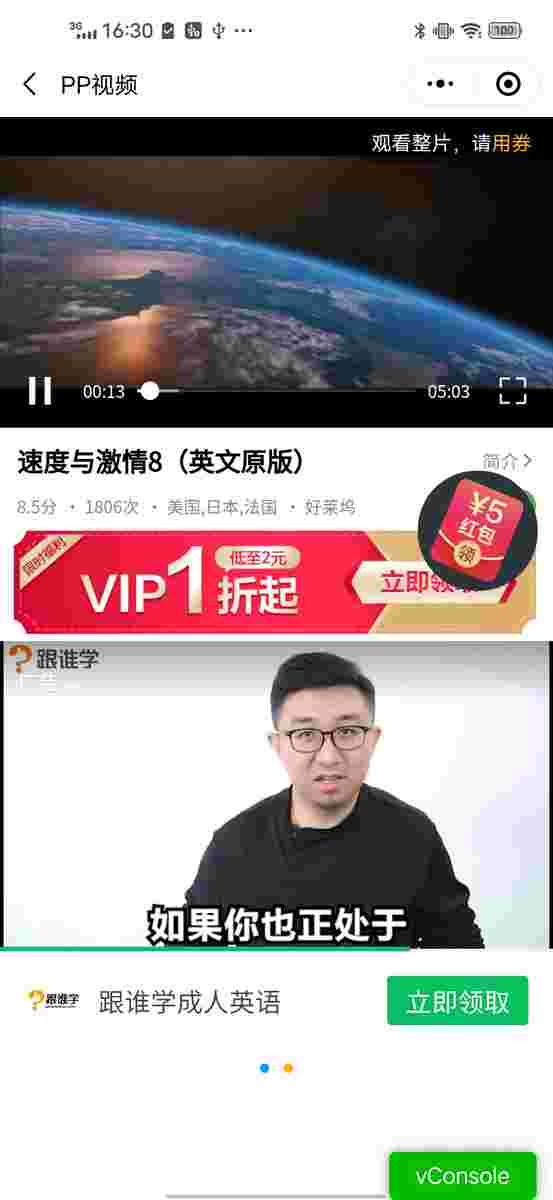 3G 16:30 100
PP视频
观看整片，请用券
00:13
05:03
速度与激情8（英文原版）
简介
8.5分 · 1806次 · 美国,日本,法国 · 好莱坞
¥5
红包
领
限时福利
VIP1折起
低至2元
立即领取
跟谁学
广告
如果你也正处于
跟谁学
跟谁学成人英语
立即领取
vConsole